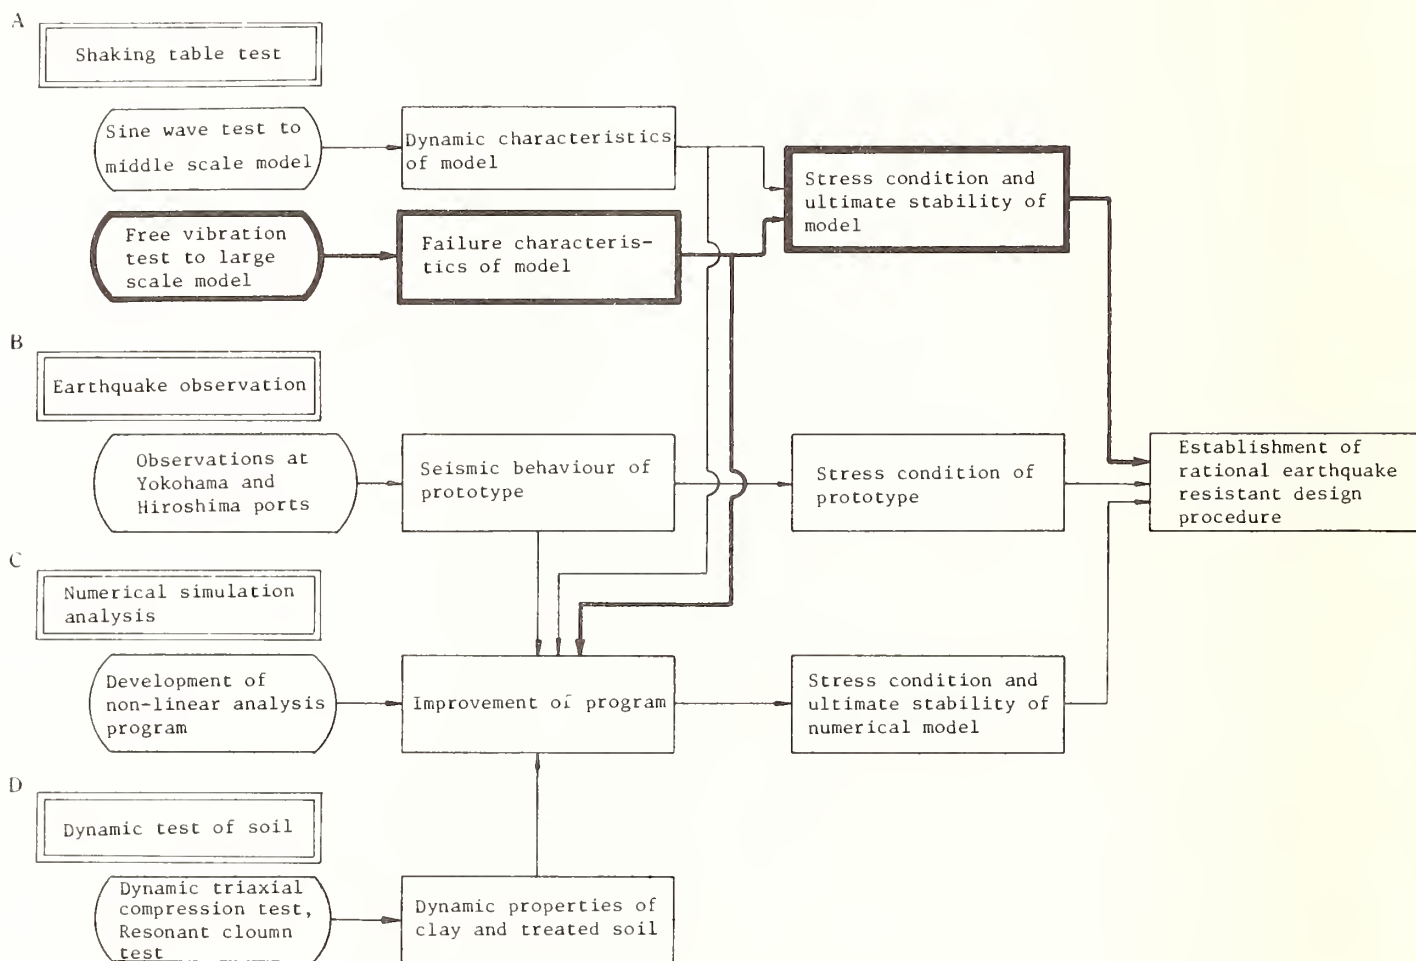 A
Shaking table test
Sine wave test to
middle scale model
Dynamic characteristics
of model
Stress condition and
ultimate stability of
model
Free vibration
test to large
scale model
Failure characteris-
tics of model
B
Earthquake observation
Observations at
Yokohama and
Hiroshima ports
Seismic behaviour of
prototype
Stress condition of
prototype
Establishment of
rational earthquake
resistant design
procedure
C
Numerical simulation
analysis
Development of
non-linear analysis
program
Improvement of program
Stress condition and
ultimate stability of
numerical model
D
Dynamic test of soil
Dynamic triaxial
compression test,
Resonant cloumn
test
Dynamic properties of
clay and treated soil